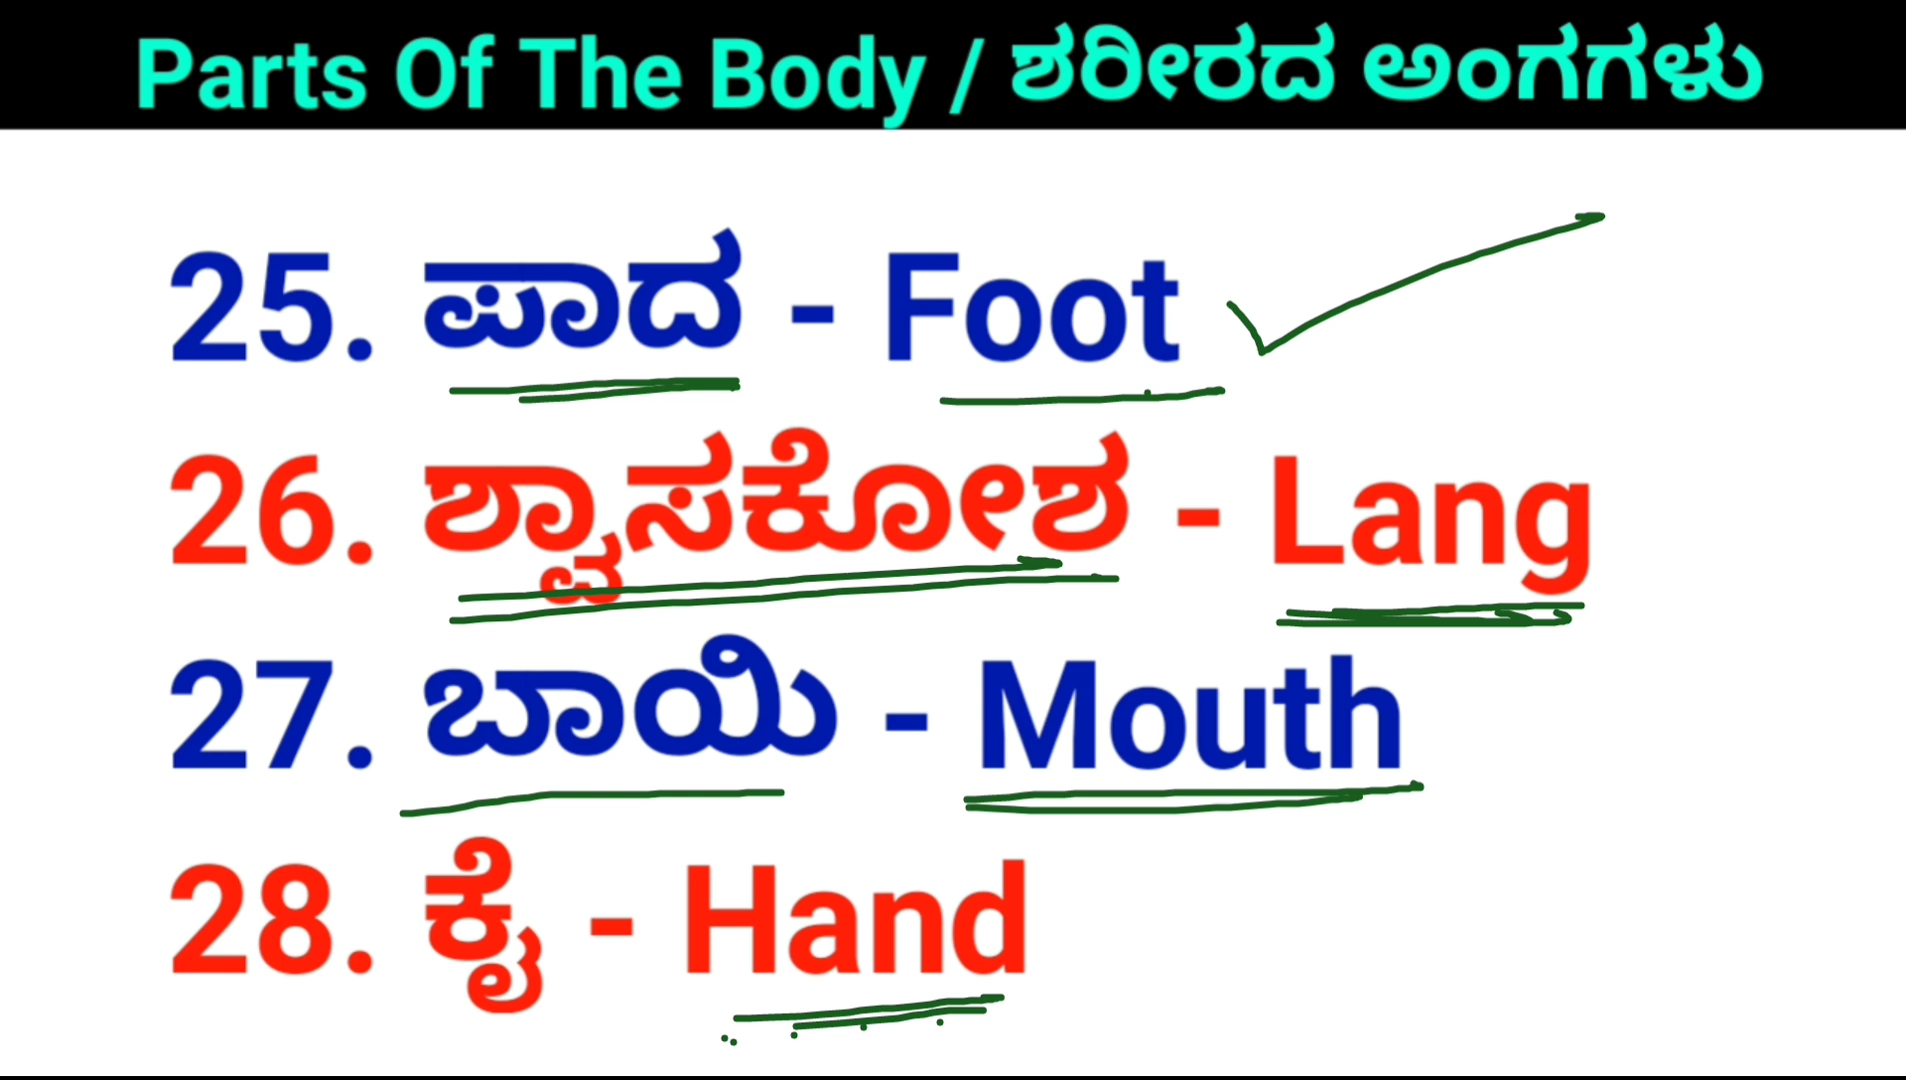 Parts Of The Body / ಶರೀರದ ಅಂಗಗಳು
25. ಪಾದ - Foot
26. ಶ್ವಾಸಕೋಶ - Lang
27. ಬಾಯಿ - Mouth
28. ಕೈ - Hand